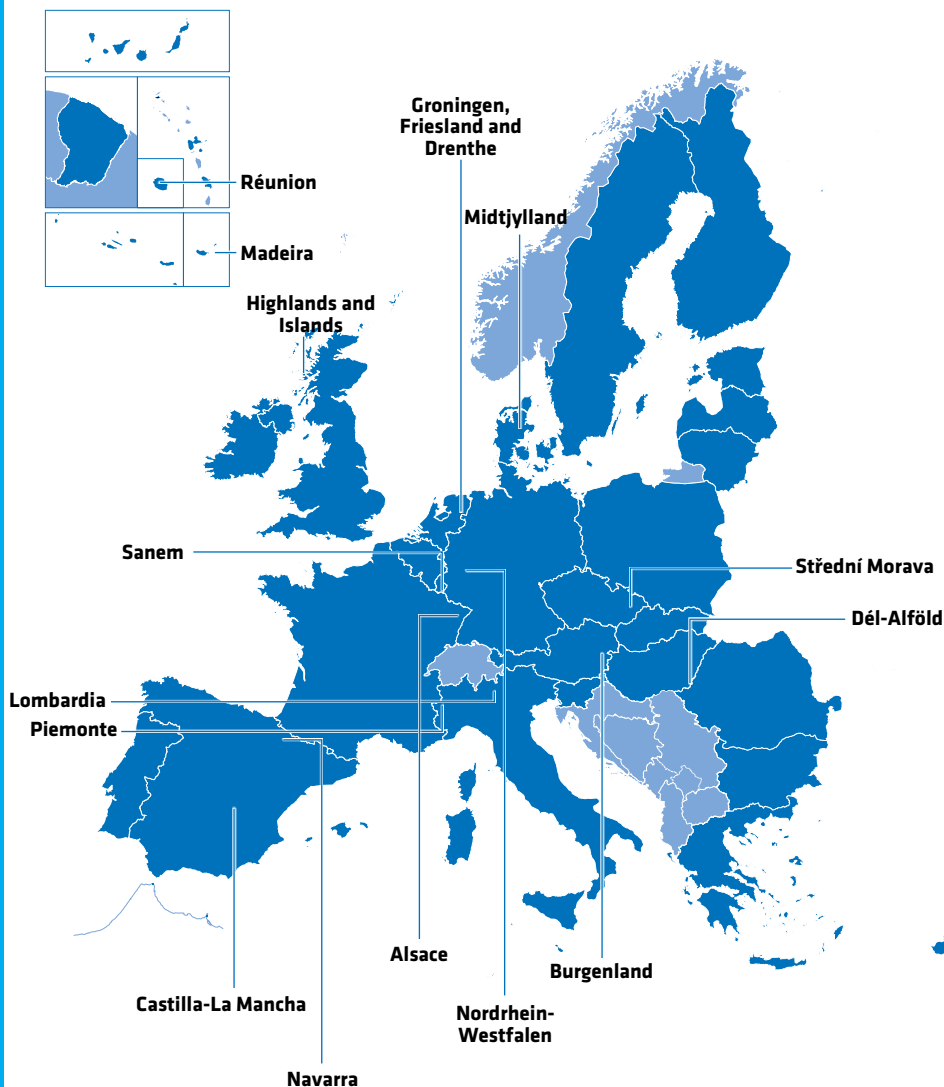 Groningen,
Friesland and
Drenthe
Réunion
Midtjylland
Madeira
Highlands and
Islands
Sanem
Střední Morava
Dél-Alföld
Lombardia
Piemonte
Alsace
Burgenland
Castilla-La Mancha
Nordrhein-
Westfalen
Navarra